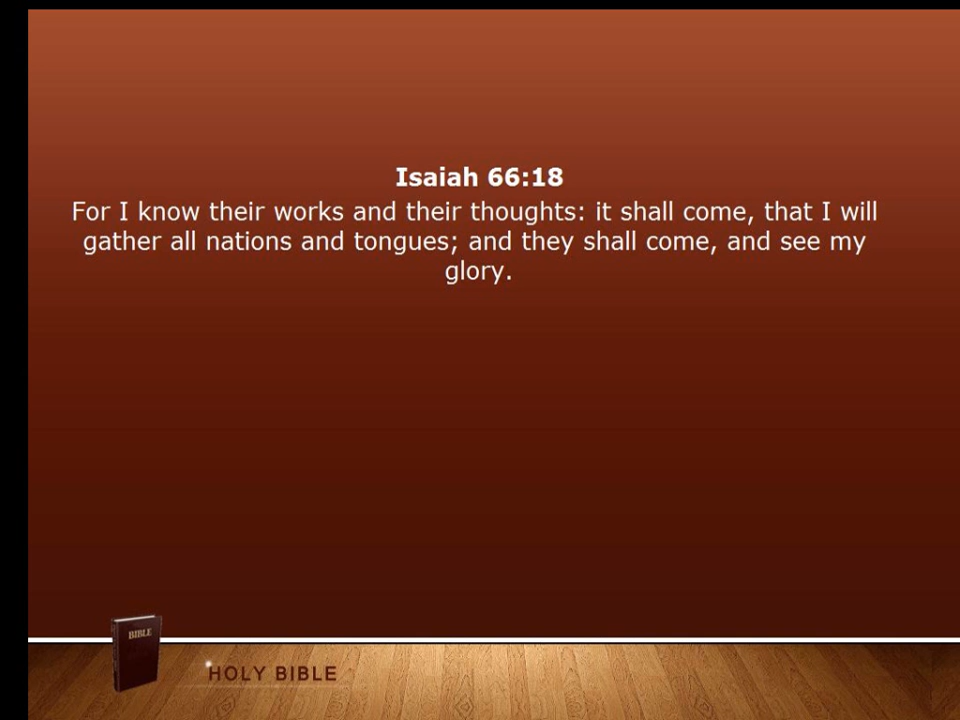 Isaiah 66:18
For I know their works and their thoughts: it shall come, that I will
gather all nations and tongues; and they shall come, and see my
glory.
BIBLE
HOLY BIBLE